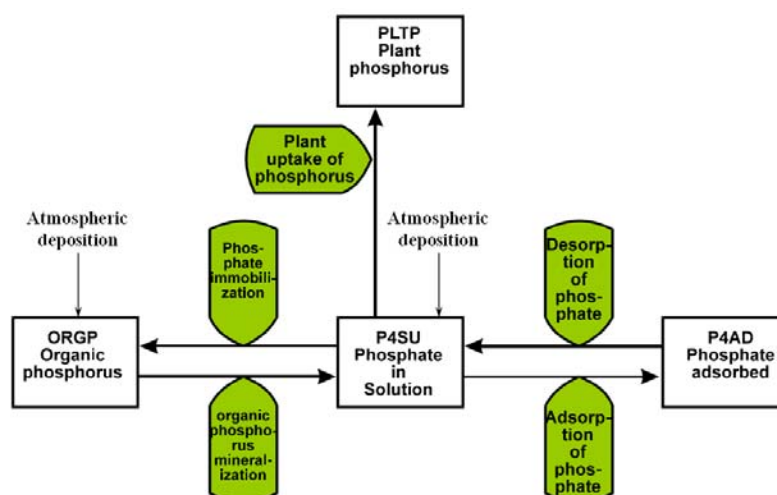 PLTP
Plant
phosphorus
Plant
uptake of
phosphorus
Atmospheric
deposition
Atmospheric
deposition
Phos-
phate
immobili-
zation
Desorp-
tion
of
phos-
phate
ORGP
Organic
phosphorus
P4SU
Phosphate
in
Solution
P4AD
Phosphate
adsorbed
organic
phospho-
rus
mineral-
ization
Adsorption
of
phos-
phate